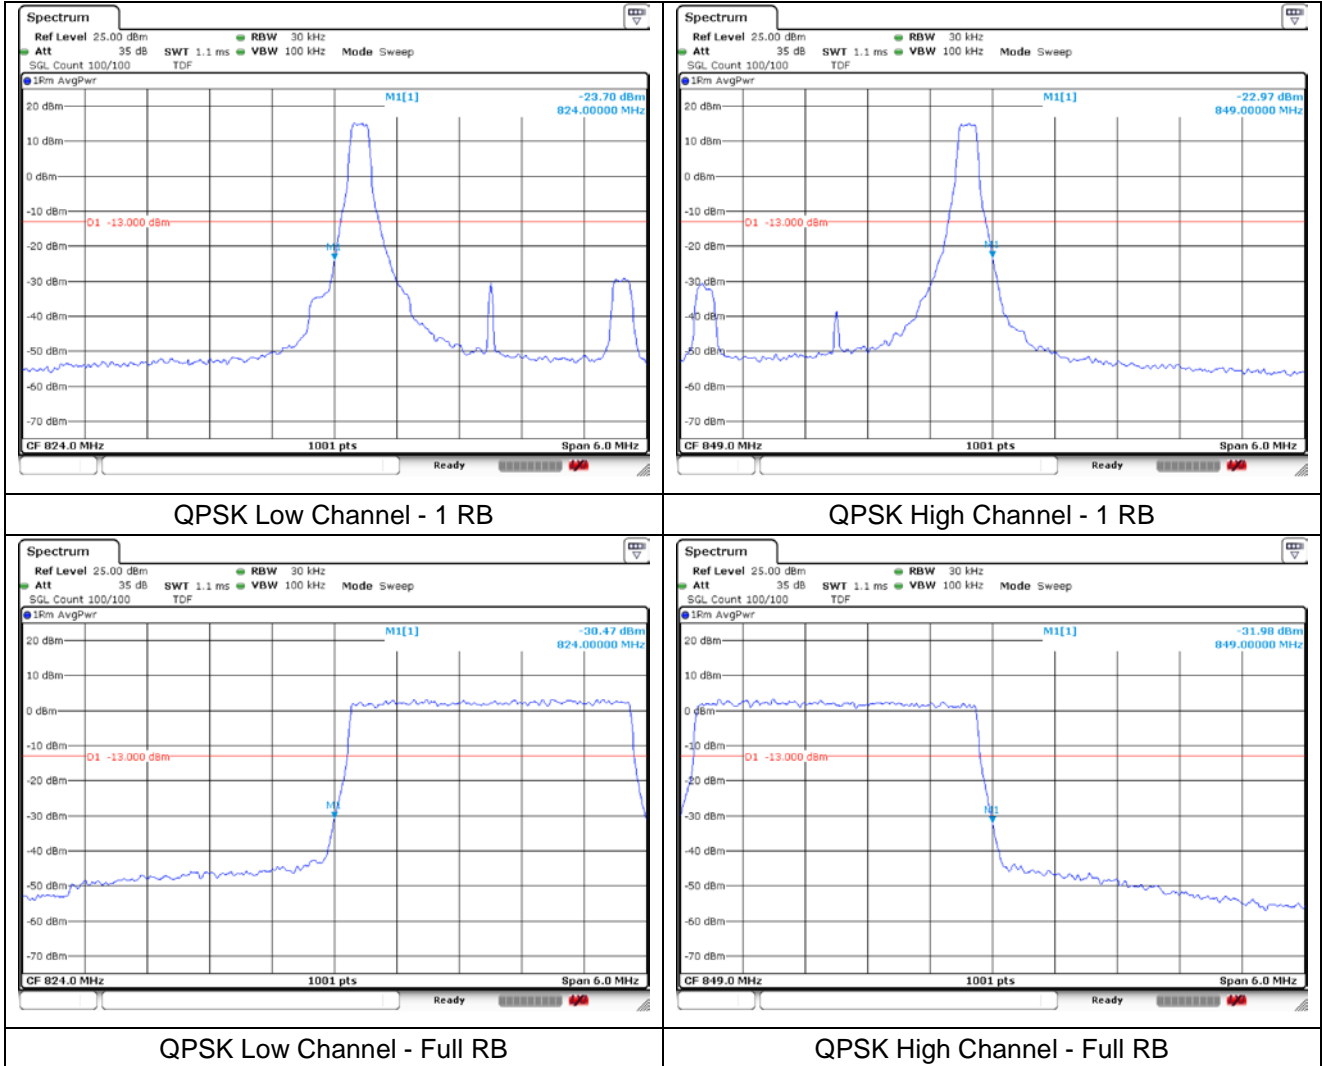 Spectrum
Ref Level 25.00 dBm RBW 30 kHz
Att 35 dB SWT 1.1 ms VBW 100 kHz Mode Sweep
SGL Count 100/100 TDF
1Rm AvgPwr
M1[1] -23.70 dBm
824.00000 MHz
20 dBm
10 dBm
0 dBm
-10 dBm
D1 -13.000 dBm
-20 dBm
M1
-30 dBm
-40 dBm
-50 dBm
-60 dBm
-70 dBm
CF 824.0 MHz 1001 pts Span 6.0 MHz
Ready
QPSK Low Channel - 1 RB
Spectrum
Ref Level 25.00 dBm RBW 30 kHz
Att 35 dB SWT 1.1 ms VBW 100 kHz Mode Sweep
SGL Count 100/100 TDF
1Rm AvgPwr
M1[1] -22.97 dBm
849.00000 MHz
20 dBm
10 dBm
0 dBm
-10 dBm
D1 -13.000 dBm
-20 dBm
M1
-30 dBm
-40 dBm
-50 dBm
-60 dBm
-70 dBm
CF 849.0 MHz 1001 pts Span 6.0 MHz
Ready
QPSK High Channel - 1 RB
Spectrum
Ref Level 25.00 dBm RBW 30 kHz
Att 35 dB SWT 1.1 ms VBW 100 kHz Mode Sweep
SGL Count 100/100 TDF
1Rm AvgPwr
M1[1] -30.47 dBm
824.00000 MHz
20 dBm
10 dBm
0 dBm
-10 dBm
D1 -13.000 dBm
-20 dBm
M1
-30 dBm
-40 dBm
-50 dBm
-60 dBm
-70 dBm
CF 824.0 MHz 1001 pts Span 6.0 MHz
Ready
QPSK Low Channel - Full RB
Spectrum
Ref Level 25.00 dBm RBW 30 kHz
Att 35 dB SWT 1.1 ms VBW 100 kHz Mode Sweep
SGL Count 100/100 TDF
1Rm AvgPwr
M1[1] -31.98 dBm
849.00000 MHz
20 dBm
10 dBm
0 dBm
-10 dBm
D1 -13.000 dBm
-20 dBm
M1
-30 dBm
-40 dBm
-50 dBm
-60 dBm
-70 dBm
CF 849.0 MHz 1001 pts Span 6.0 MHz
Ready
QPSK High Channel - Full RB